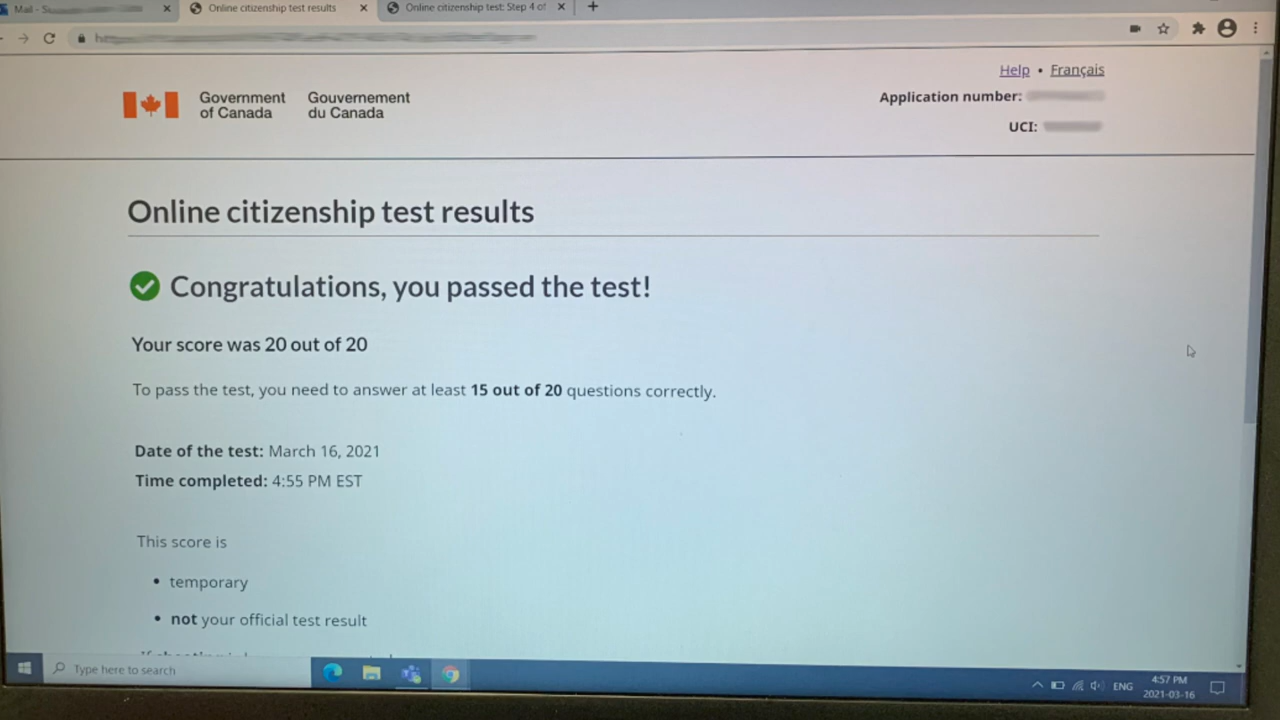 Mail -
Online citizenship test results
Online citizenship test: Step 4 of
Help • Français
Government of Canada
Gouvernement du Canada
Application number:
UCI:
Online citizenship test results
Congratulations, you passed the test!
Your score was 20 out of 20
To pass the test, you need to answer at least 15 out of 20 questions correctly.
Date of the test: March 16, 2021
Time completed: 4:55 PM EST
This score is
• temporary
• not your official test result
Type here to search
ENG
4:57 PM
2021-03-16